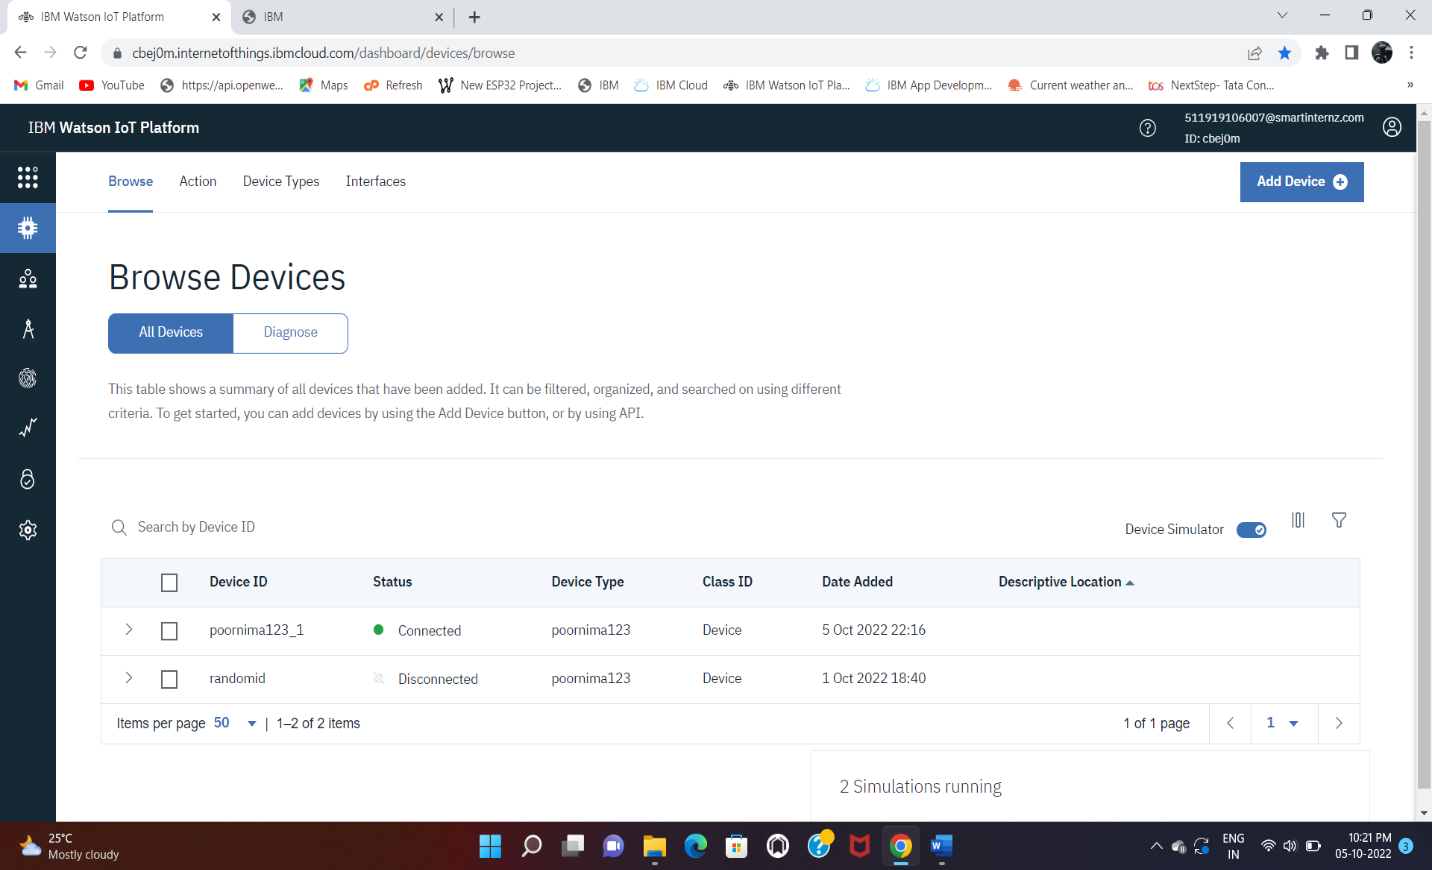 IBM Watson IoT Platform
IBM
cbej0m.internetofthings.ibmcloud.com/dashboard/devices/browse
Gmail YouTube https://api.openwe... Maps Refresh New ESP32 Project... IBM IBM Cloud IBM Watson IoT Pla... IBM App Developm... Current weather an... tcs NextStep- Tata Con... »
IBM Watson IoT Platform
511919106007@smartinternz.com
ID: cbej0m
Browse Action Device Types Interfaces Add Device
Browse Devices
All Devices Diagnose
This table shows a summary of all devices that have been added. It can be filtered, organized, and searched on using different
criteria. To get started, you can add devices by using the Add Device button, or by using API.
Search by Device ID
Device Simulator
Device ID Status Device Type Class ID Date Added Descriptive Location
poornima123_1 Connected poornima123 Device 5 Oct 2022 22:16
randomid Disconnected poornima123 Device 1 Oct 2022 18:40
Items per page 50 | 1–2 of 2 items 1 of 1 page 1
2 Simulations running
25°C
Mostly cloudy
ENG
IN
10:21 PM
05-10-2022
3